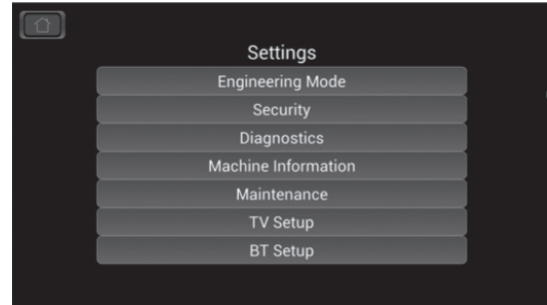 Settings
Engineering Mode
Security
Diagnostics
Machine Information
Maintenance
TV Setup
BT Setup